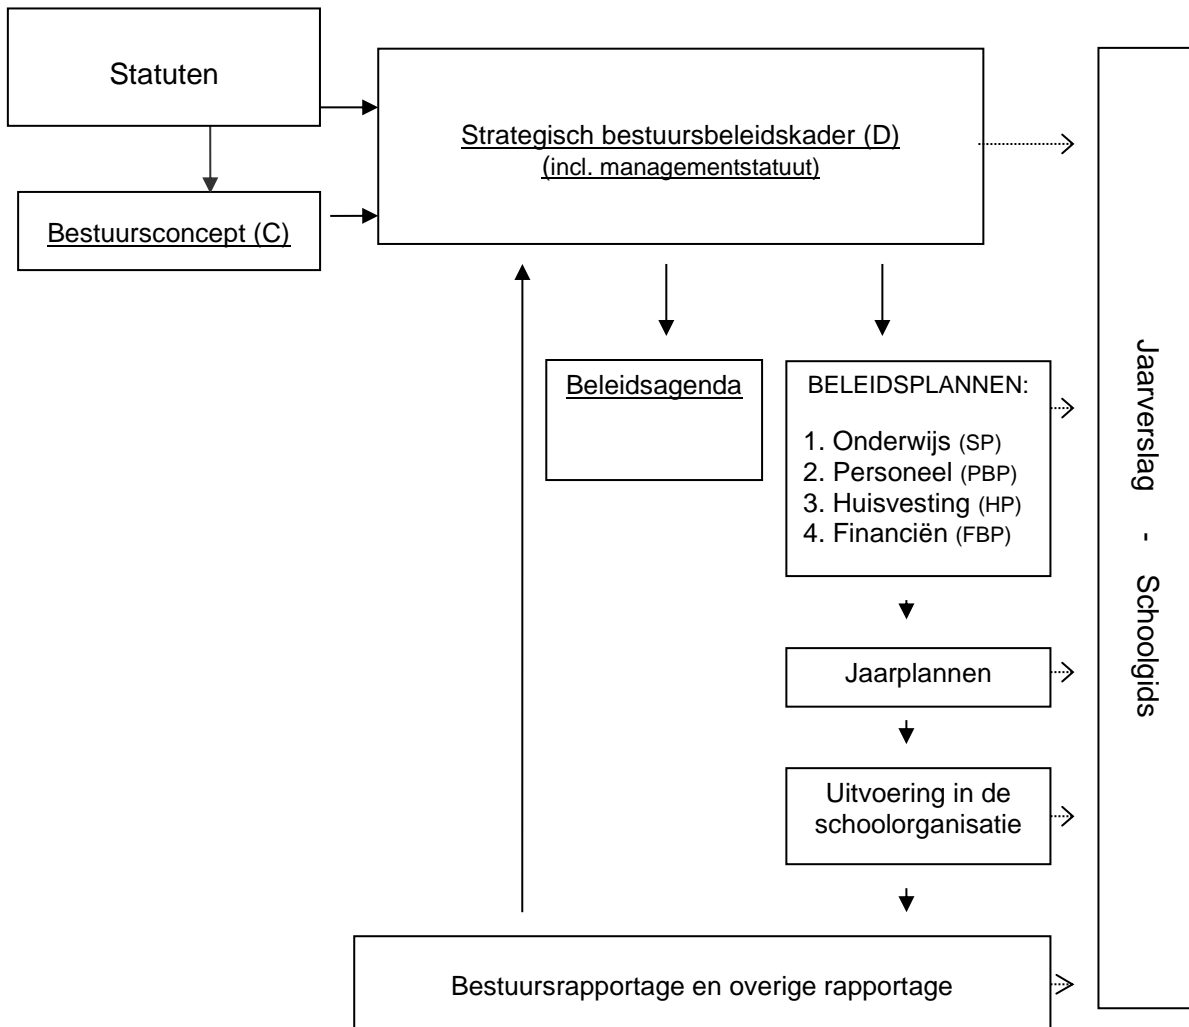 Statuten
Strategisch bestuursbeleidskader (D)
(incl. managementstatuut)
Bestuursconcept (C)
Beleidsagenda
BELEIDSPLANNEN:
1. Onderwijs (SP)
2. Personeel (PBP)
3. Huisvesting (HP)
4. Financiën (FBP)
Jaarplannen
Uitvoering in de
schoolorganisatie
Bestuursrapportage en overige rapportage
Jaarverslag - Schoolgids